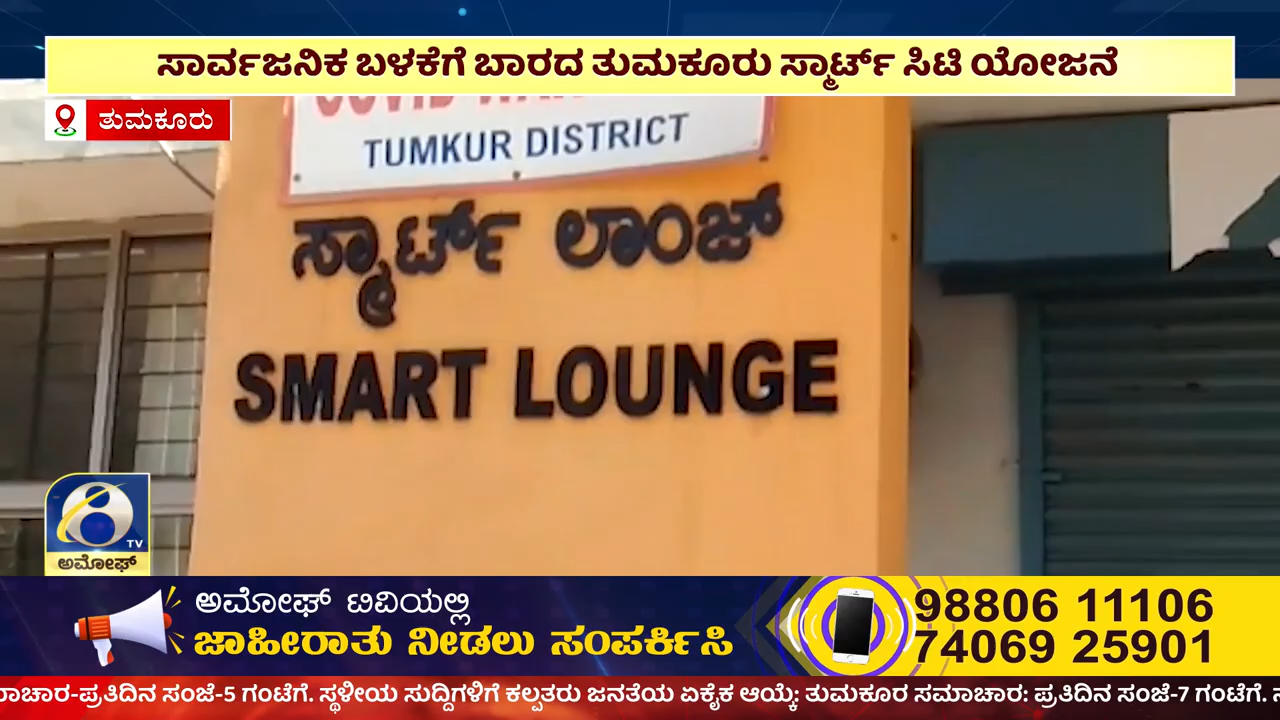 ಸಾರ್ವಜನಿಕ ಬಳಕೆಗೆ ಬಾರದ ತುಮಕೂರು ಸ್ಮಾರ್ಟ್ ಸಿಟಿ ಯೋಜನೆ
ತುಮಕೂರು
COVID
TUMKUR DISTRICT
ಸ್ಮಾರ್ಟ್ ಲಾಂಜ್
SMART LOUNGE
TV
ಅಮೋಘ್
ಅಮೋಘ್ ಟಿವಿಯಲ್ಲಿ
ಜಾಹೀರಾತು ನೀಡಲು ಸಂಪರ್ಕಿಸಿ
98806 11106
74069 25901
ಪ್ರತಿದಿನ ಸಂಜೆ-5 ಗಂಟೆಗೆ. ಸ್ಥಳೀಯ ಸುದ್ದಿಗಳಿಗೆ ಕಲ್ಪತರು ಜನತೆಯ ಏಕೈಕ ಆಯ್ಕೆ: ತುಮಕೂರ ಸಮಾಚಾರ: ಪ್ರತಿದಿನ ಸಂಜೆ-7 ಗಂಟೆಗೆ.